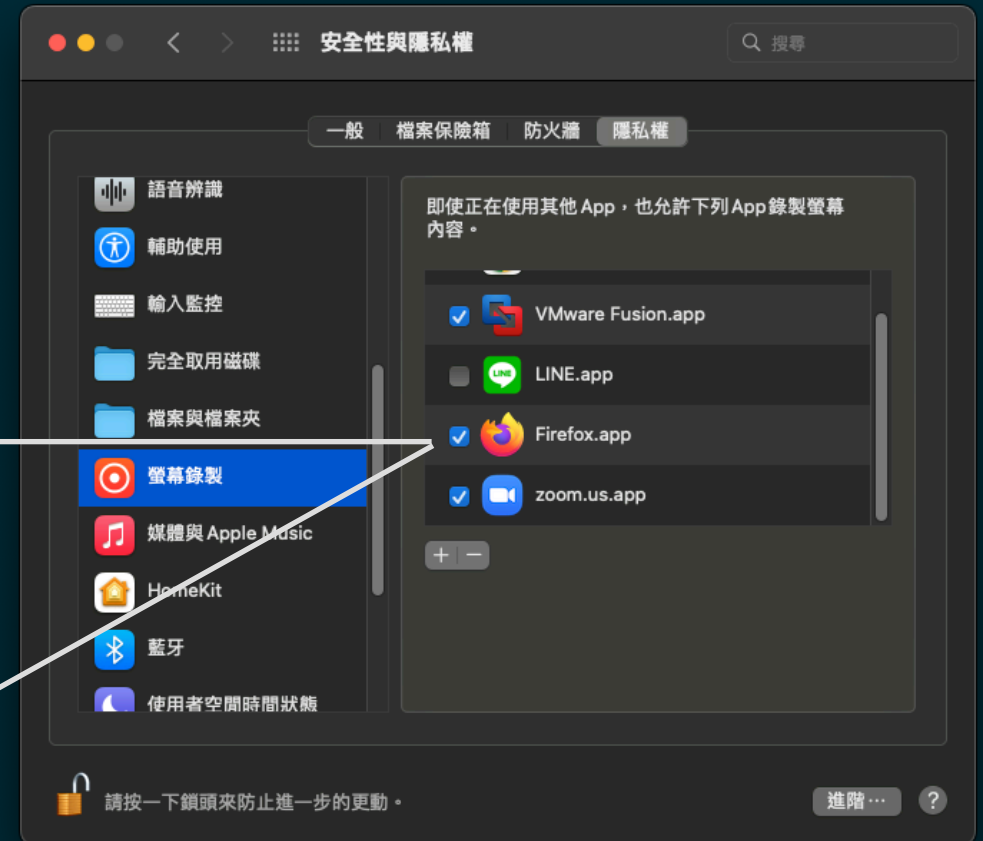 安全性與隱私權
搜尋
一般 檔案保險箱 防火牆 隱私權
語音辨識
輔助使用
輸入監控
完全取用磁碟
檔案與檔案夾
螢幕錄製
媒體與 Apple Music
HomeKit
藍牙
使用者空閒時間狀態
即使正在使用其他 App，也允許下列 App 錄製螢幕
內容。
VMware Fusion.app
LINE
LINE.app
Firefox.app
zoom.us.app
請按一下鎖頭來防止進一步的更動。
進階⋯
?